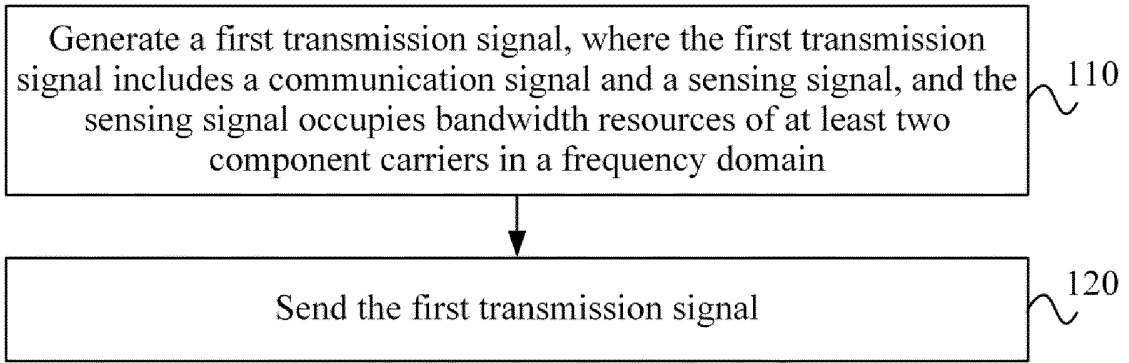 Generate a first transmission signal, where the first transmission
signal includes a communication signal and a sensing signal, and the
sensing signal occupies bandwidth resources of at least two
component carriers in a frequency domain
110
Send the first transmission signal
120